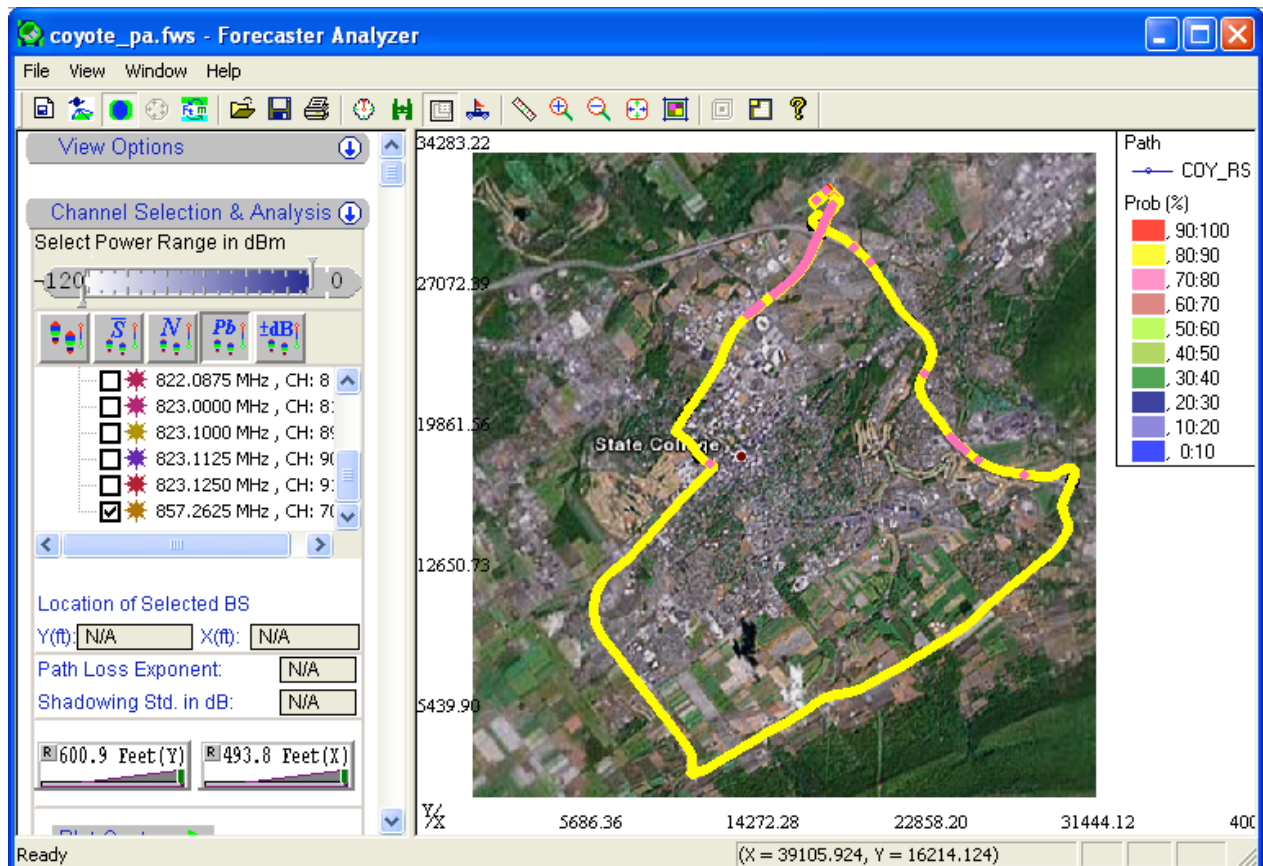 coyote_pa.fws - Forecaster Analyzer
File View Window Help
View Options
Channel Selection & Analysis
Select Power Range in dBm
-120 0
S N Pb ±dB
822.0875 MHz , CH: 8
823.0000 MHz , CH: 8
823.1000 MHz , CH: 89
823.1125 MHz , CH: 90
823.1250 MHz , CH: 91
857.2625 MHz , CH: 70
Location of Selected BS
Y(ft): N/A X(ft): N/A
Path Loss Exponent: N/A
Shadowing Std. in dB: N/A
R 600.9 Feet(Y) R 493.8 Feet(X)
Ready
34283.22
27072.39
19861.56
12650.73
5439.90
Y/X 5686.36 14272.28 22858.20 31444.12 400
State College
Path
COY_RS
Prob (%)
, 90:100
, 80:90
, 70:80
, 60:70
, 50:60
, 40:50
, 30:40
, 20:30
, 10:20
, 0:10
(X = 39105.924, Y = 16214.124)